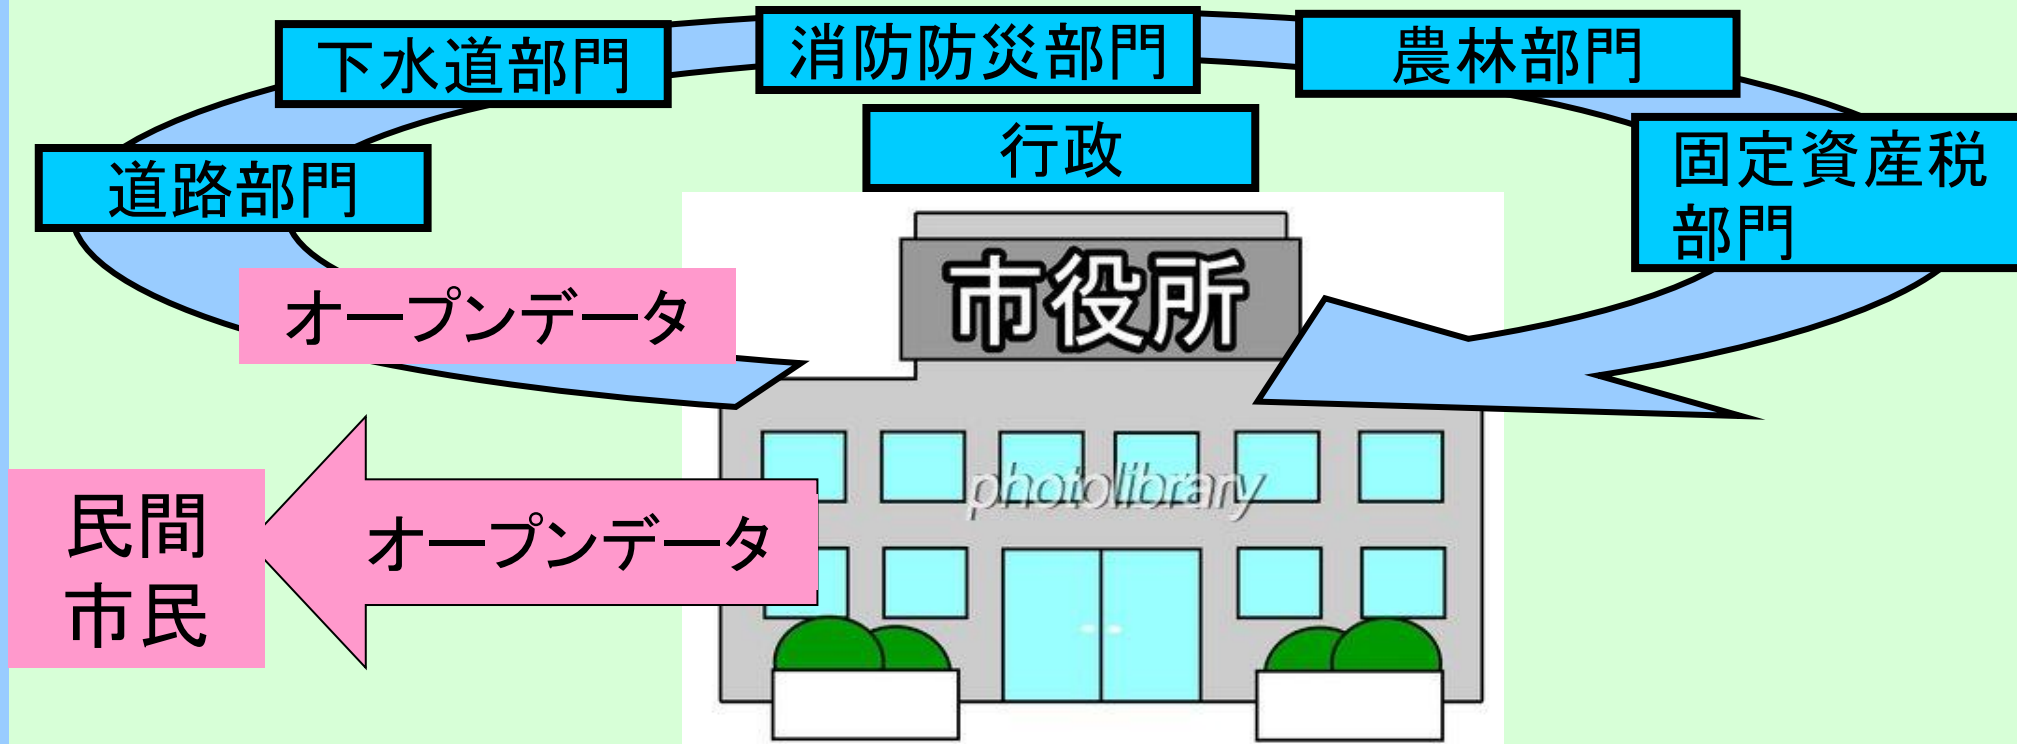 下水道部門
消防防災部門
農林部門
道路部門
行政
固定資産税
部門
市役所
オープンデータ
photolibrary
オープンデータ
民間
市民